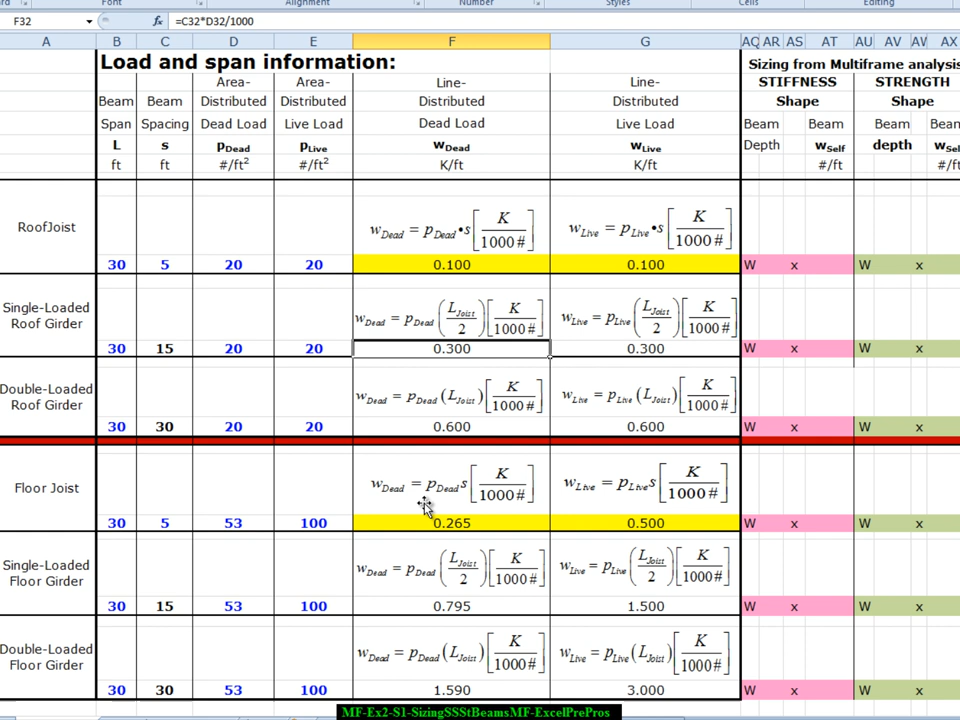 Font Alignment Number Styles Cells Editing
F32 fx =C32*D32/1000
A B C D E F G AQ AR AS AT AU AV AW AX
Load and span information: Sizing from Multiframe analysis
Area- Area- Line- Line- STIFFNESS STRENGTH
Beam Beam Distributed Distributed Distributed Distributed Shape Shape
Span Spacing Dead Load Live Load Dead Load Live Load Beam Beam Beam Beam
L s pDead pLive wDead wLive Depth wSelf depth wSel
ft ft #/ft² #/ft² K/ft K/ft #/ft #/ft
RoofJoist wDead = pDead•s[K/1000#] wLive = pLive•s[K/1000#]
30 5 20 20 0.100 0.100 W x W x
Single-Loaded
Roof Girder wDead = pDead(LJoist/2)[K/1000#] wLive = pLive(LJoist/2)[K/1000#]
30 15 20 20 0.300 0.300 W x W x
Double-Loaded
Roof Girder wDead = pDead(LJoist)[K/1000#] wLive = pLive(LJoist)[K/1000#]
30 30 20 20 0.600 0.600 W x W x
Floor Joist wDead = pDeads[K/1000#] wLive = pLives[K/1000#]
30 5 53 100 0.265 0.500 W x W x
Single-Loaded
Floor Girder wDead = pDead(LJoist/2)[K/1000#] wLive = pLive(LJoist/2)[K/1000#]
30 15 53 100 0.795 1.500 W x W x
Double-Loaded
Floor Girder wDead = pDead(LJoist)[K/1000#] wLive = pLive(LJoist)[K/1000#]
30 30 53 100 1.590 3.000 W x W x
MF-Ex2-S1-SizingSSStBeamsMF-ExcelPrePros